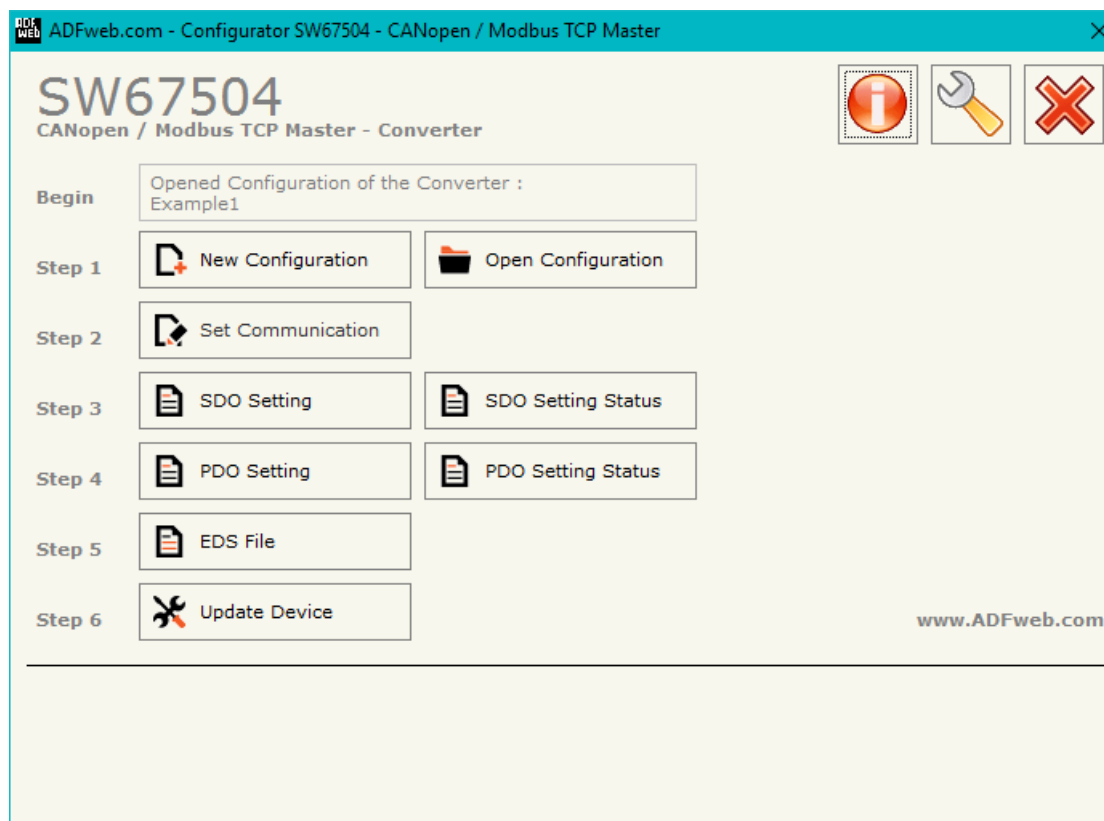 ADF
WEB
ADFweb.com - Configurator SW67504 - CANopen / Modbus TCP Master
SW67504
CANopen / Modbus TCP Master - Converter
i
Begin
Opened Configuration of the Converter :
Example1
Step 1
New Configuration
Open Configuration
Step 2
Set Communication
Step 3
SDO Setting
SDO Setting Status
Step 4
PDO Setting
PDO Setting Status
Step 5
EDS File
Step 6
Update Device
www.ADFweb.com